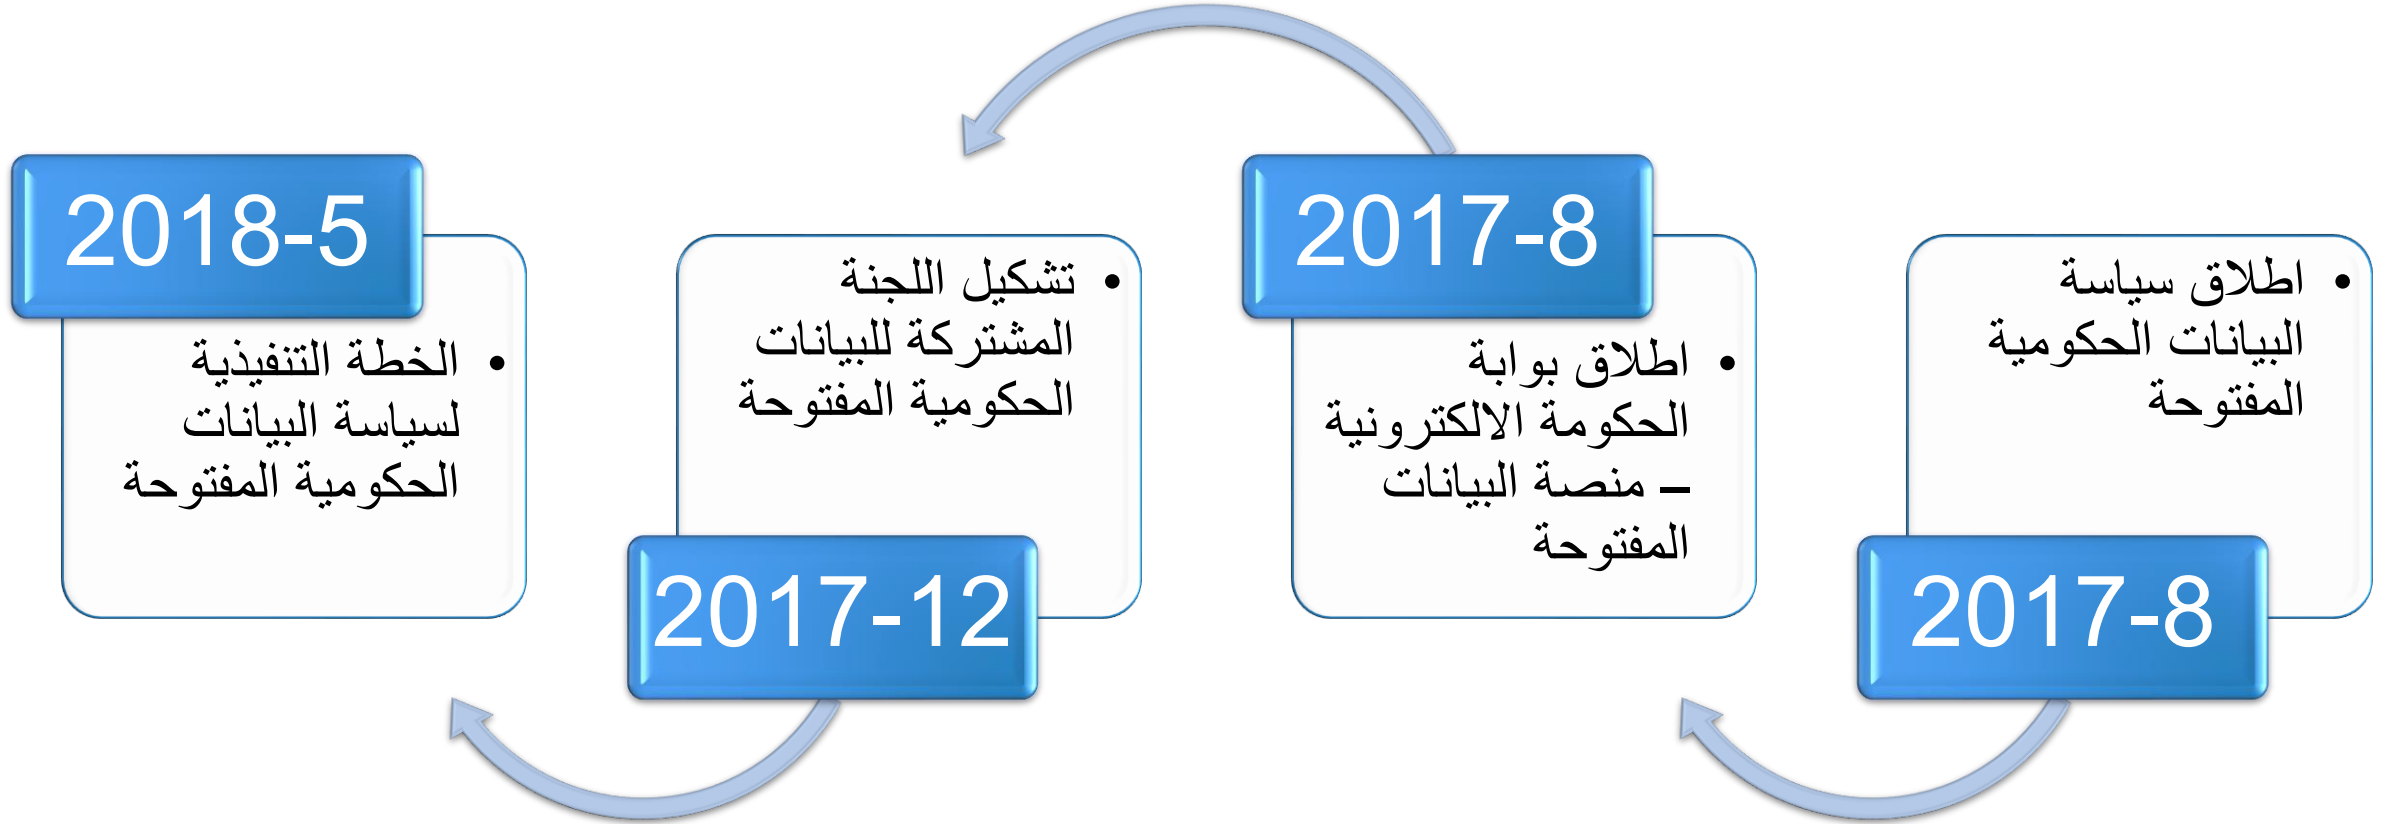 اطلاق سياسة
البيانات الحكومية
المفتوحة
2017-8
2017-8
اطلاق بوابة
الحكومة الالكترونية
– منصة البيانات
المفتوحة
تشكيل اللجنة
المشتركة للبيانات
الحكومية المفتوحة
2017-12
2018-5
الخطة التنفيذية
لسياسة البيانات
الحكومية المفتوحة